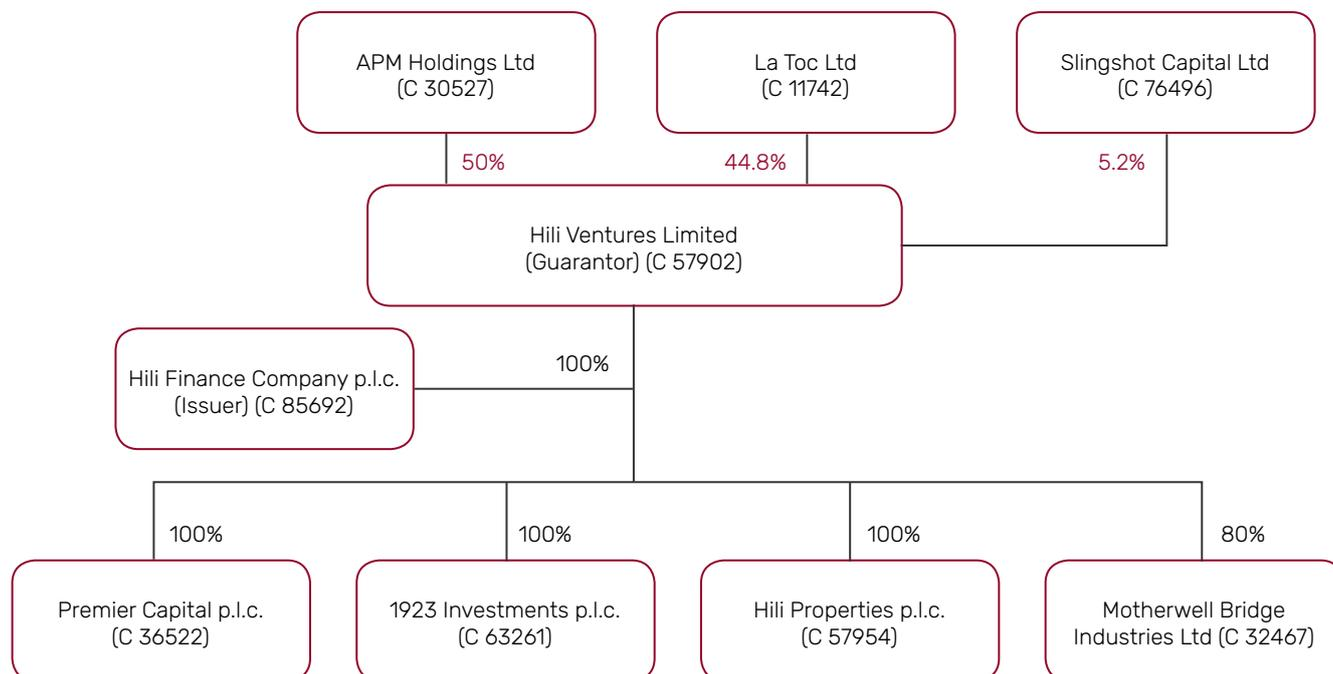 APM Holdings Ltd
(C 30527)
La Toc Ltd
(C 11742)
Slingshot Capital Ltd
(C 76496)
50%
44.8%
5.2%
Hili Ventures Limited
(Guarantor) (C 57902)
100%
Hili Finance Company p.l.c.
(Issuer) (C 85692)
100%
100%
100%
80%
Premier Capital p.l.c.
(C 36522)
1923 Investments p.l.c.
(C 63261)
Hili Properties p.l.c.
(C 57954)
Motherwell Bridge
Industries Ltd (C 32467)